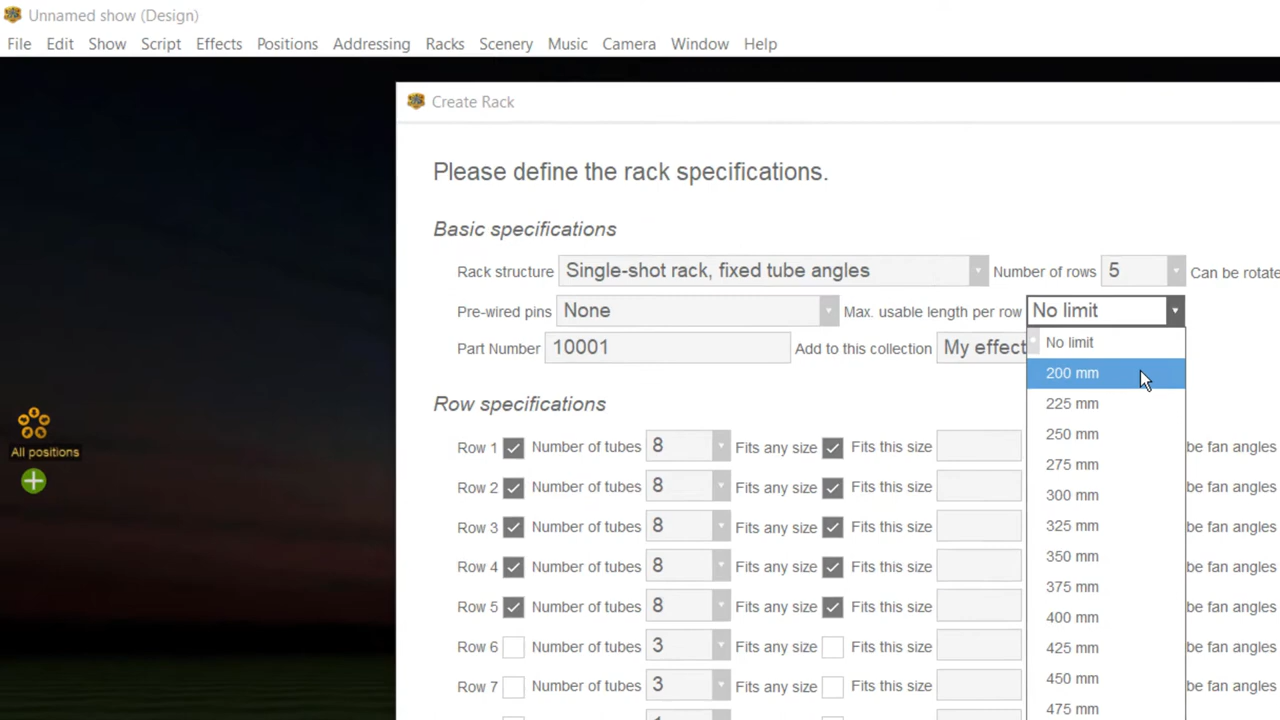 Unnamed show (Design)
File Edit Show Script Effects Positions Addressing Racks Scenery Music Camera Window Help
Create Rack
Please define the rack specifications.
Basic specifications
Rack structure Single-shot rack, fixed tube angles Number of rows 5 Can be rotate
Pre-wired pins None Max. usable length per row No limit
Part Number 10001 Add to this collection My effect
No limit
200 mm
225 mm
250 mm
275 mm
300 mm
325 mm
350 mm
375 mm
400 mm
425 mm
450 mm
475 mm
Row specifications
Row 1 Number of tubes 8 Fits any size Fits this size be fan angles
Row 2 Number of tubes 8 Fits any size Fits this size be fan angles
Row 3 Number of tubes 8 Fits any size Fits this size be fan angles
Row 4 Number of tubes 8 Fits any size Fits this size be fan angles
Row 5 Number of tubes 8 Fits any size Fits this size be fan angles
Row 6 Number of tubes 3 Fits any size Fits this size be fan angles
Row 7 Number of tubes 3 Fits any size Fits this size be fan angles
All positions